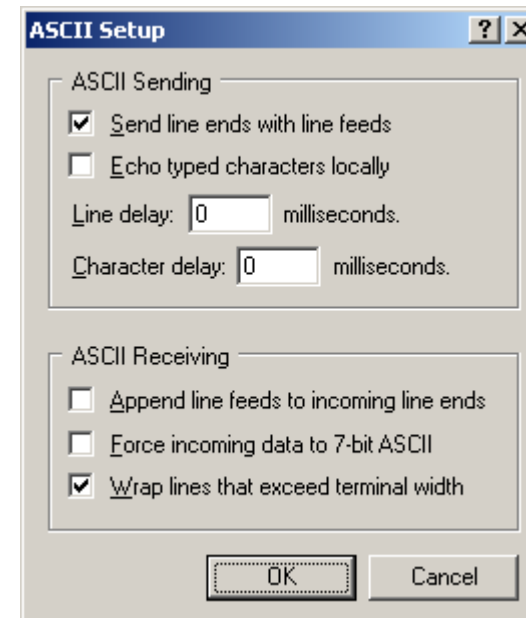 ASCII Setup
ASCII Sending
Send line ends with line feeds
Echo typed characters locally
Line delay: 0 milliseconds.
Character delay: 0 milliseconds.
ASCII Receiving
Append line feeds to incoming line ends
Force incoming data to 7-bit ASCII
Wrap lines that exceed terminal width
OK Cancel